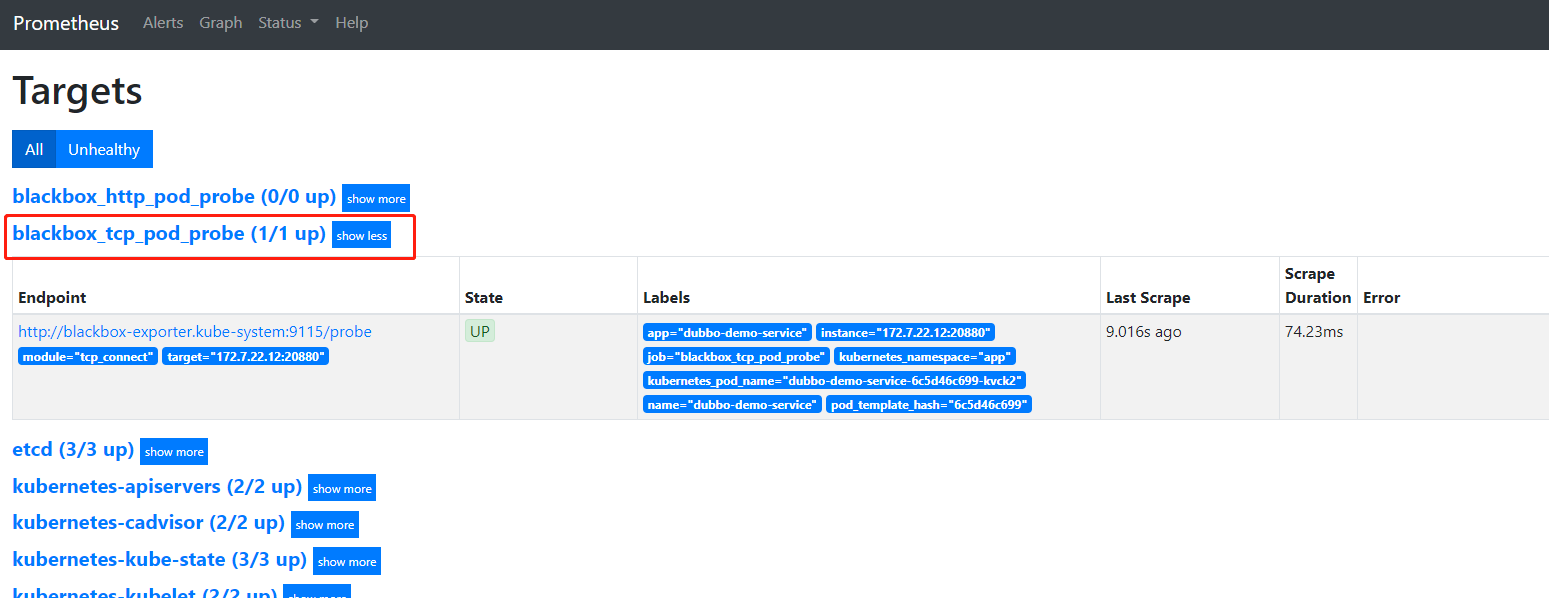 Prometheus Alerts Graph Status Help
Targets
All Unhealthy
blackbox_http_pod_probe (0/0 up) show more
blackbox_tcp_pod_probe (1/1 up) show less
Endpoint State Labels Last Scrape Scrape Duration Error
http://blackbox-exporter.kube-system:9115/probe UP app="dubbo-demo-service" instance="172.7.22.12:20880" 9.016s ago 74.23ms
module="tcp_connect" target="172.7.22.12:20880" job="blackbox_tcp_pod_probe" kubernetes_namespace="app"
kubernetes_pod_name="dubbo-demo-service-6c5d46c699-kvck2"
name="dubbo-demo-service" pod_template_hash="6c5d46c699"
etcd (3/3 up) show more
kubernetes-apiservers (2/2 up) show more
kubernetes-cadvisor (2/2 up) show more
kubernetes-kube-state (3/3 up) show more
kubernetes-kubelet (2/2 up) show more